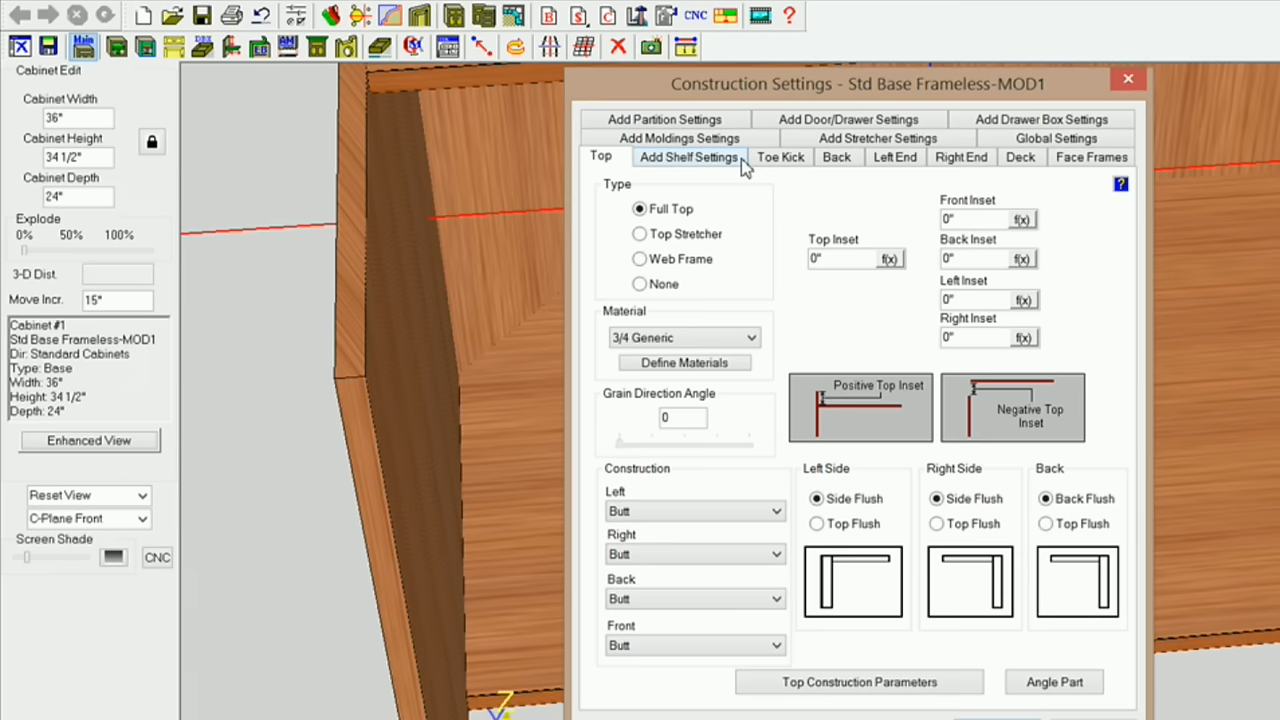 CNC
Main
Cabinet Edit
Cabinet Width
36"
Cabinet Height
34 1/2"
Cabinet Depth
24"
Explode
0% 50% 100%
3-D Dist.
Move Incr. 15"
Cabinet #1
Std Base Frameless-MOD1
Dir: Standard Cabinets
Type: Base
Width: 36"
Height: 34 1/2"
Depth: 24"
Enhanced View
Reset View
C-Plane Front
Screen Shade
CNC
Z
Construction Settings - Std Base Frameless-MOD1
Add Partition Settings Add Door/Drawer Settings Add Drawer Box Settings
Add Moldings Settings Add Stretcher Settings Global Settings
Top Add Shelf Settings Toe Kick Back Left End Right End Deck Face Frames
Type
Full Top
Top Stretcher
Web Frame
None
Top Inset
0" f(x)
Front Inset
0" f(x)
Back Inset
0" f(x)
Left Inset
0" f(x)
Right Inset
0" f(x)
Material
3/4 Generic
Define Materials
Grain Direction Angle
0
Positive Top Inset
Negative Top
Inset
Construction
Left
Butt
Right
Butt
Back
Butt
Front
Butt
Left Side
Side Flush
Top Flush
Right Side
Side Flush
Top Flush
Back
Back Flush
Top Flush
Top Construction Parameters
Angle Part